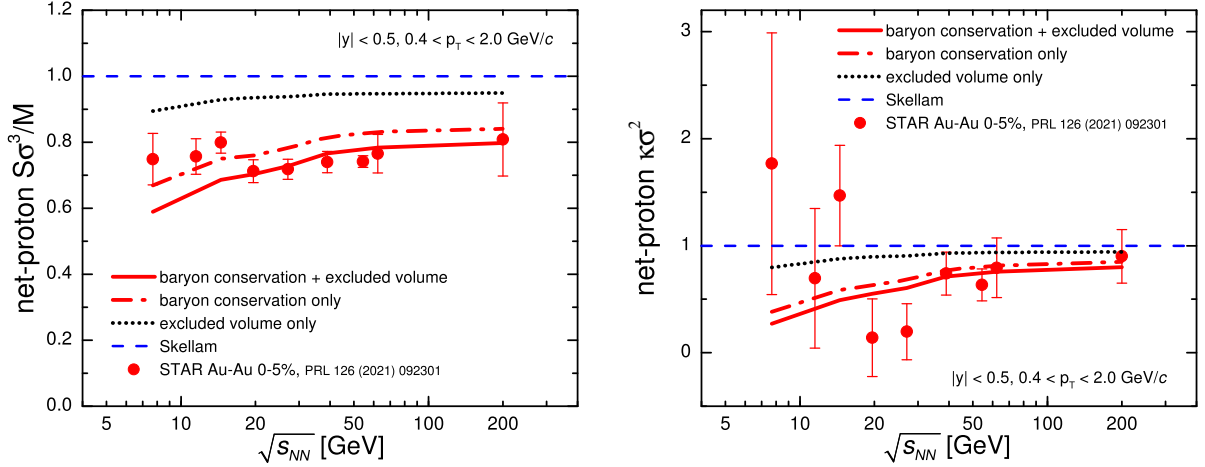 1.2
1.0
0.8
0.6
0.4
0.2
0.0
net-proton Sσ³/M
|y| < 0.5, 0.4 < p_T < 2.0 GeV/c
baryon conservation + excluded volume
baryon conservation only
excluded volume only
Skellam
STAR Au-Au 0-5%, PRL 126 (2021) 092301
5 10 20 50 100 200
√s_NN [GeV]
3
2
1
0
net-proton κσ²
baryon conservation + excluded volume
baryon conservation only
excluded volume only
Skellam
STAR Au-Au 0-5%, PRL 126 (2021) 092301
|y| < 0.5, 0.4 < p_T < 2.0 GeV/c
5 10 20 50 100 200
√s_NN [GeV]